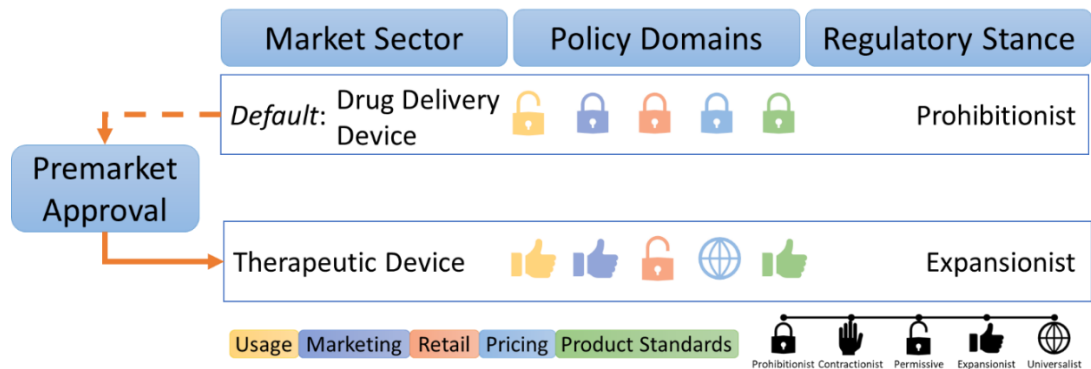 Market Sector
Policy Domains
Regulatory Stance
Default: Drug Delivery
Device
Prohibitionist
Premarket
Approval
Therapeutic Device
Expansionist
Usage
Marketing
Retail
Pricing
Product Standards
Prohibitionist
Contractionist
Permissive
Expansionist
Universalist